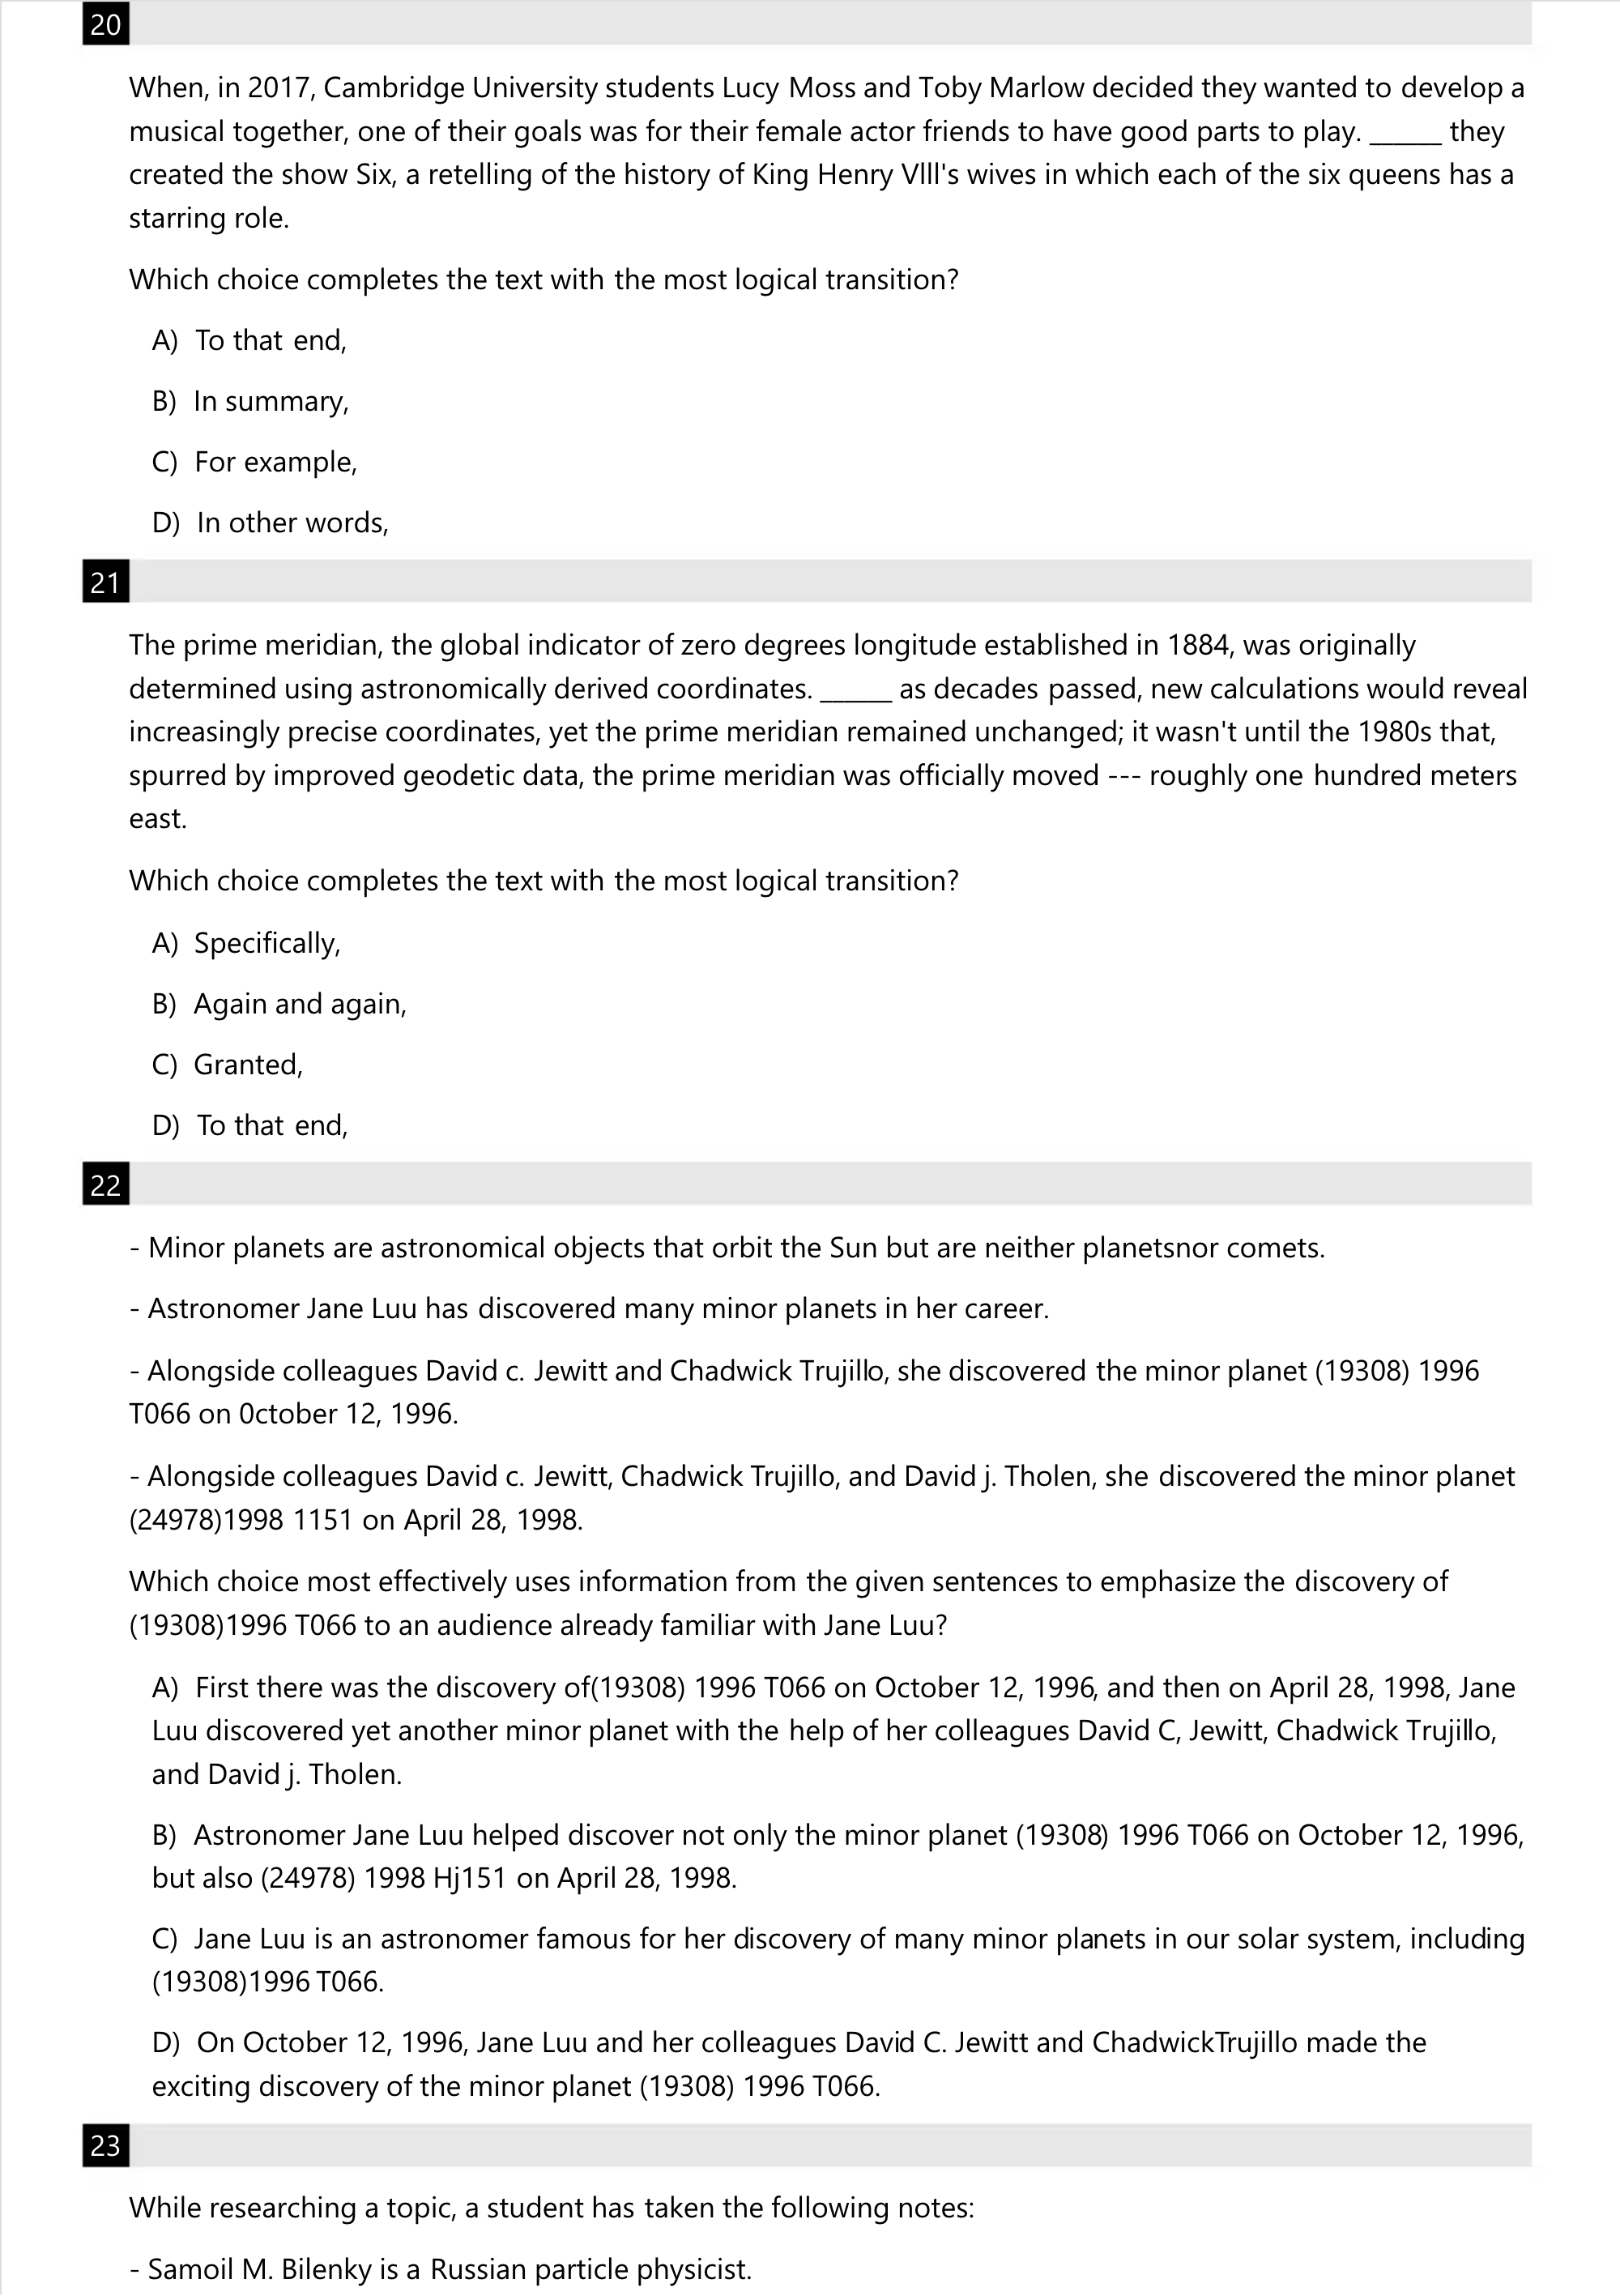 20
When, in 2017, Cambridge University students Lucy Moss and Toby Marlow decided they wanted to develop a
musical together, one of their goals was for their female actor friends to have good parts to play. ______ they
created the show Six, a retelling of the history of King Henry Vlll's wives in which each of the six queens has a
starring role.
Which choice completes the text with the most logical transition?
A) To that end,
B) In summary,
C) For example,
D) In other words,
21
The prime meridian, the global indicator of zero degrees longitude established in 1884, was originally
determined using astronomically derived coordinates. ______ as decades passed, new calculations would reveal
increasingly precise coordinates, yet the prime meridian remained unchanged; it wasn't until the 1980s that,
spurred by improved geodetic data, the prime meridian was officially moved --- roughly one hundred meters
east.
Which choice completes the text with the most logical transition?
A) Specifically,
B) Again and again,
C) Granted,
D) To that end,
22
- Minor planets are astronomical objects that orbit the Sun but are neither planetsnor comets.
- Astronomer Jane Luu has discovered many minor planets in her career.
- Alongside colleagues David c. Jewitt and Chadwick Trujillo, she discovered the minor planet (19308) 1996
T066 on 0ctober 12, 1996.
- Alongside colleagues David c. Jewitt, Chadwick Trujillo, and David j. Tholen, she discovered the minor planet
(24978)1998 1151 on April 28, 1998.
Which choice most effectively uses information from the given sentences to emphasize the discovery of
(19308)1996 T066 to an audience already familiar with Jane Luu?
A) First there was the discovery of(19308) 1996 T066 on October 12, 1996, and then on April 28, 1998, Jane
Luu discovered yet another minor planet with the help of her colleagues David C, Jewitt, Chadwick Trujillo,
and David j. Tholen.
B) Astronomer Jane Luu helped discover not only the minor planet (19308) 1996 T066 on October 12, 1996,
but also (24978) 1998 Hj151 on April 28, 1998.
C) Jane Luu is an astronomer famous for her discovery of many minor planets in our solar system, including
(19308)1996 T066.
D) On October 12, 1996, Jane Luu and her colleagues David C. Jewitt and ChadwickTrujillo made the
exciting discovery of the minor planet (19308) 1996 T066.
23
While researching a topic, a student has taken the following notes:
- Samoil M. Bilenky is a Russian particle physicist.